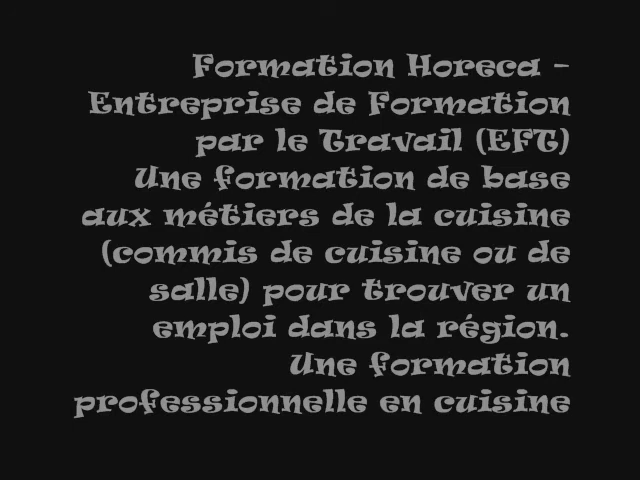 Formation Horeca -
Entreprise de Formation
par le Travail (EFT)
Une formation de base
aux métiers de la cuisine
(commis de cuisine ou de
salle) pour trouver un
emploi dans la région.
Une formation
professionnelle en cuisine